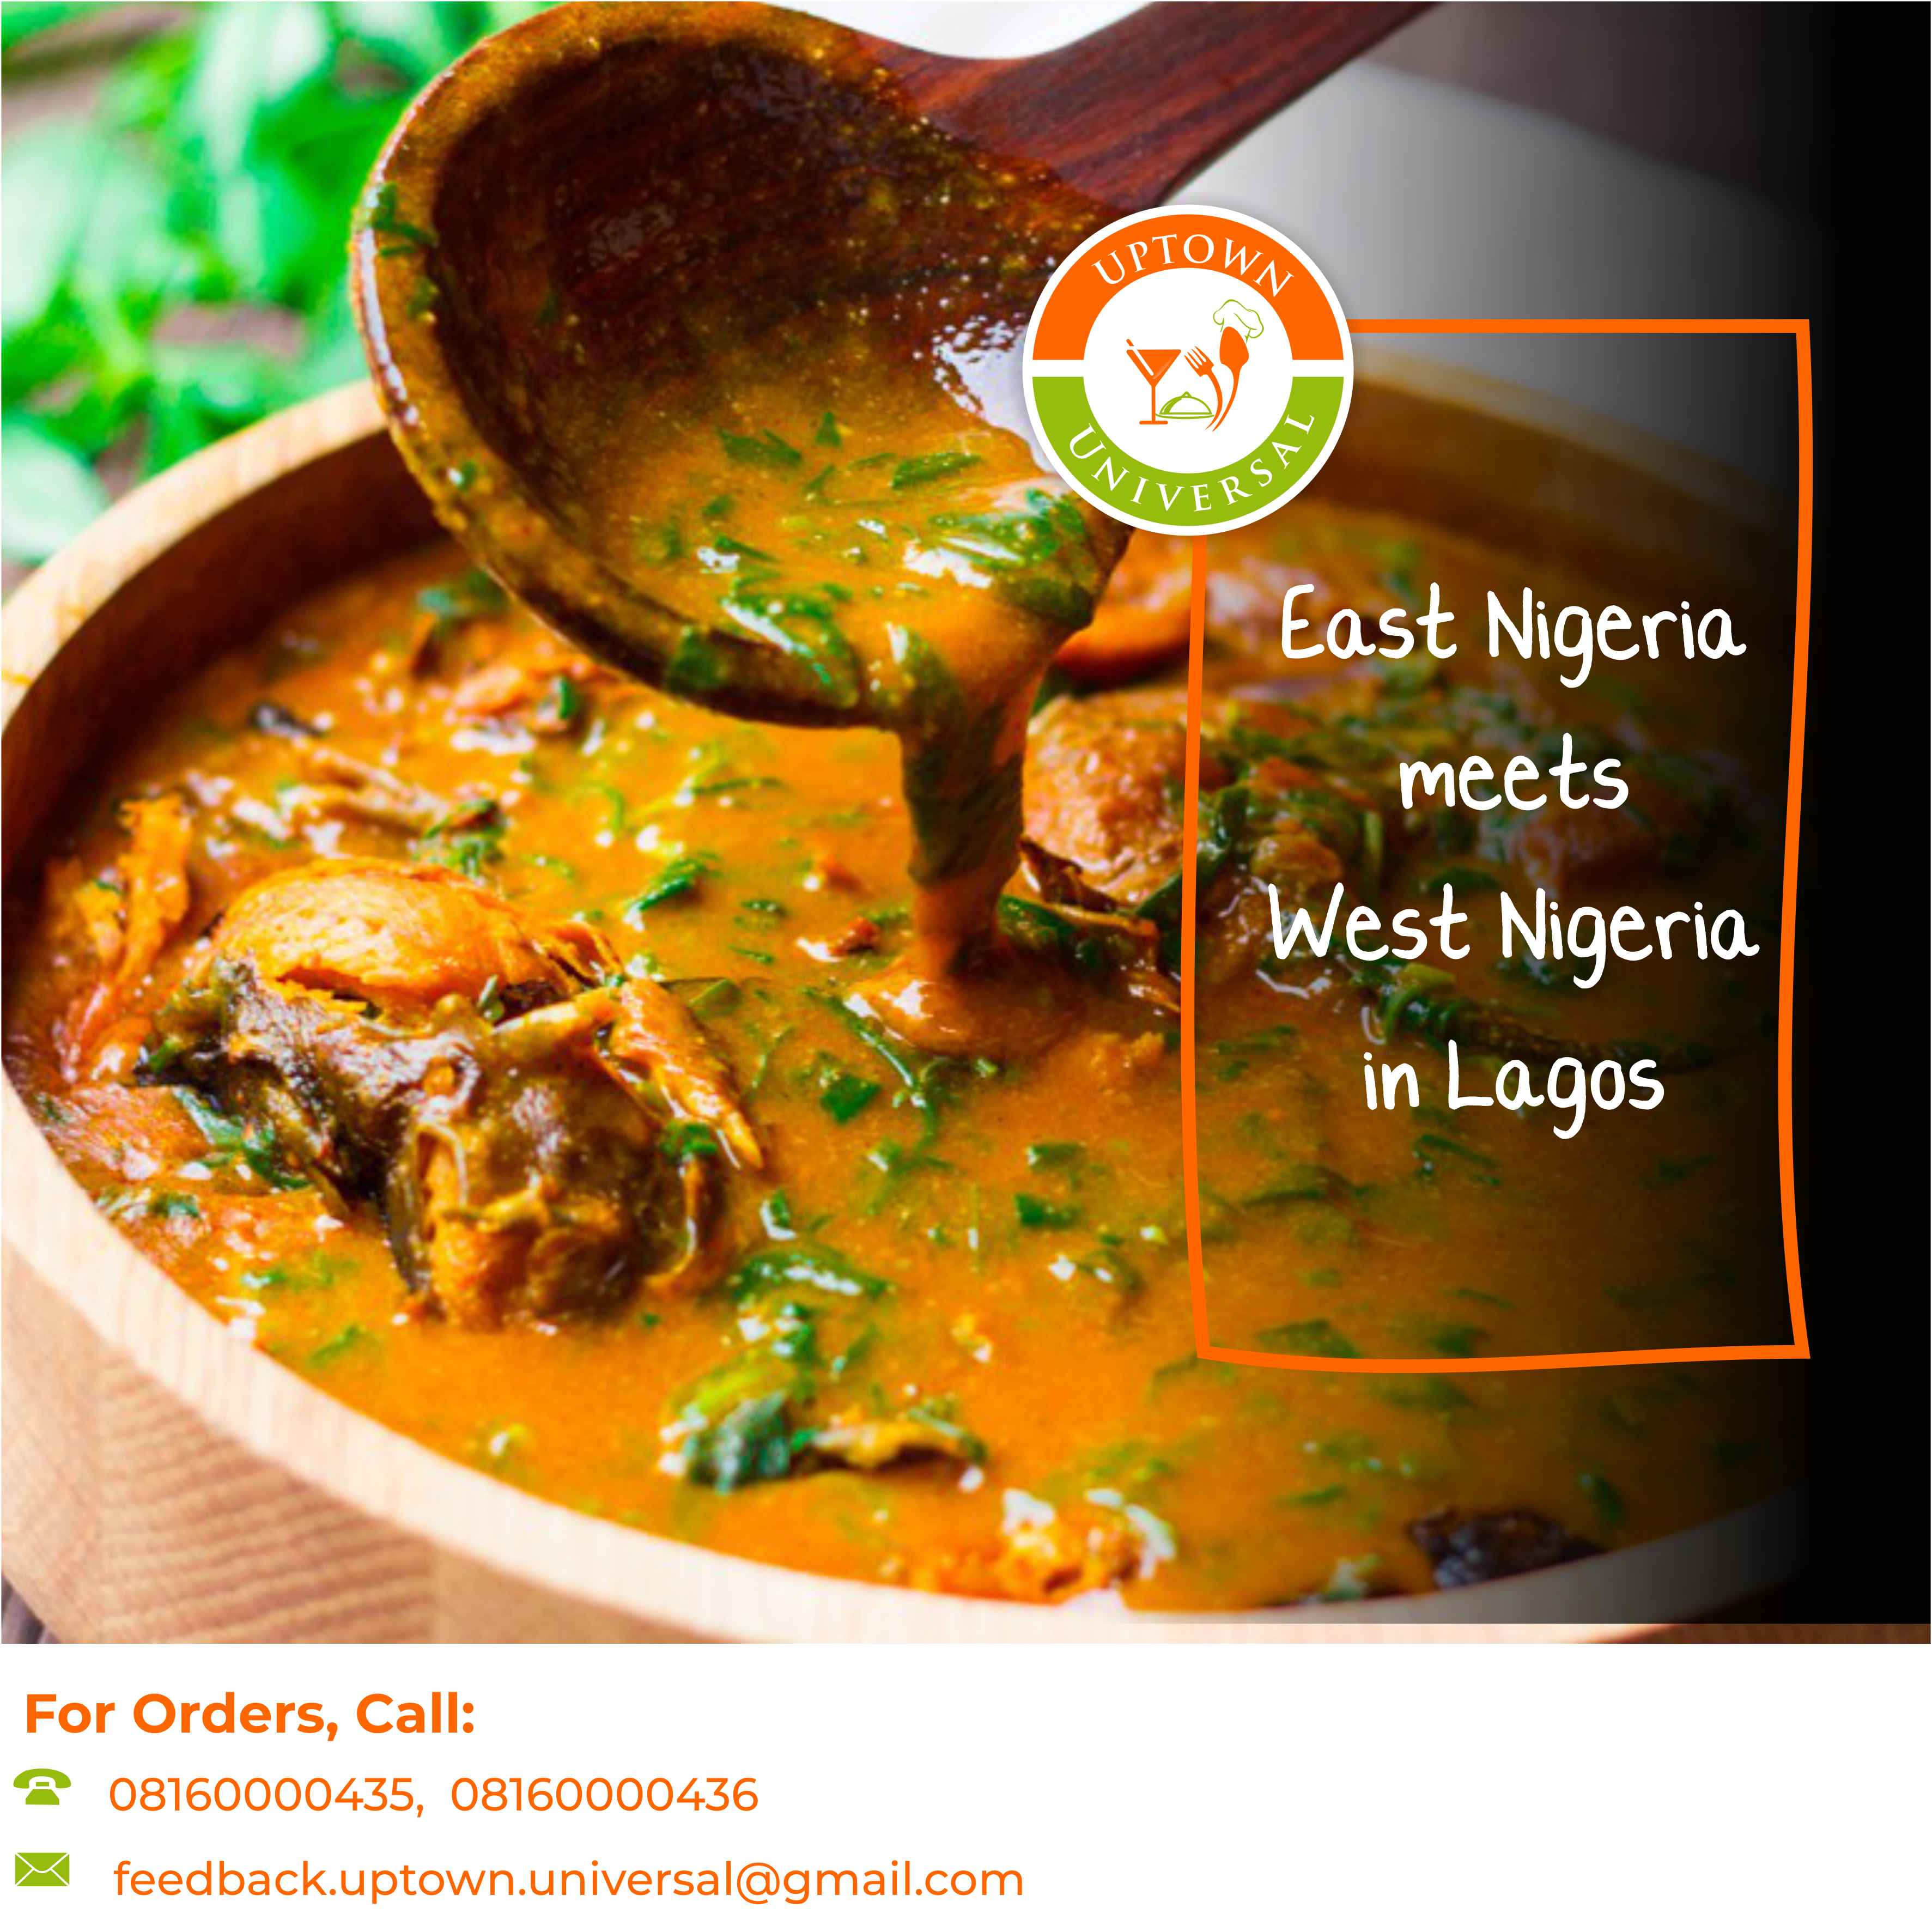 UPTOWN
UNIVERSAL
East Nigeria
meets
West Nigeria
in Lagos
For Orders, Call:
08160000435, 08160000436
feedback.uptown.universal@gmail.com